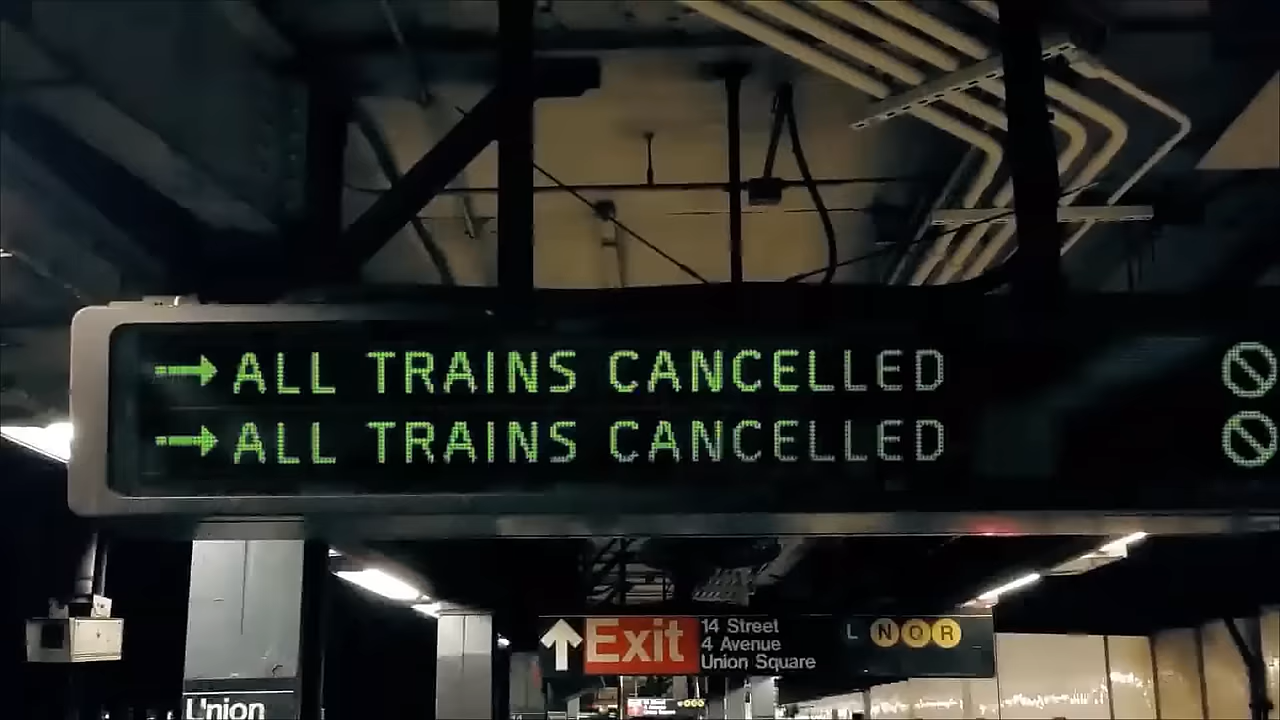 → ALL TRAINS CANCELLED
→ ALL TRAINS CANCELLED
↑ Exit
14 Street
4 Avenue
Union Square
L N Q R
Union